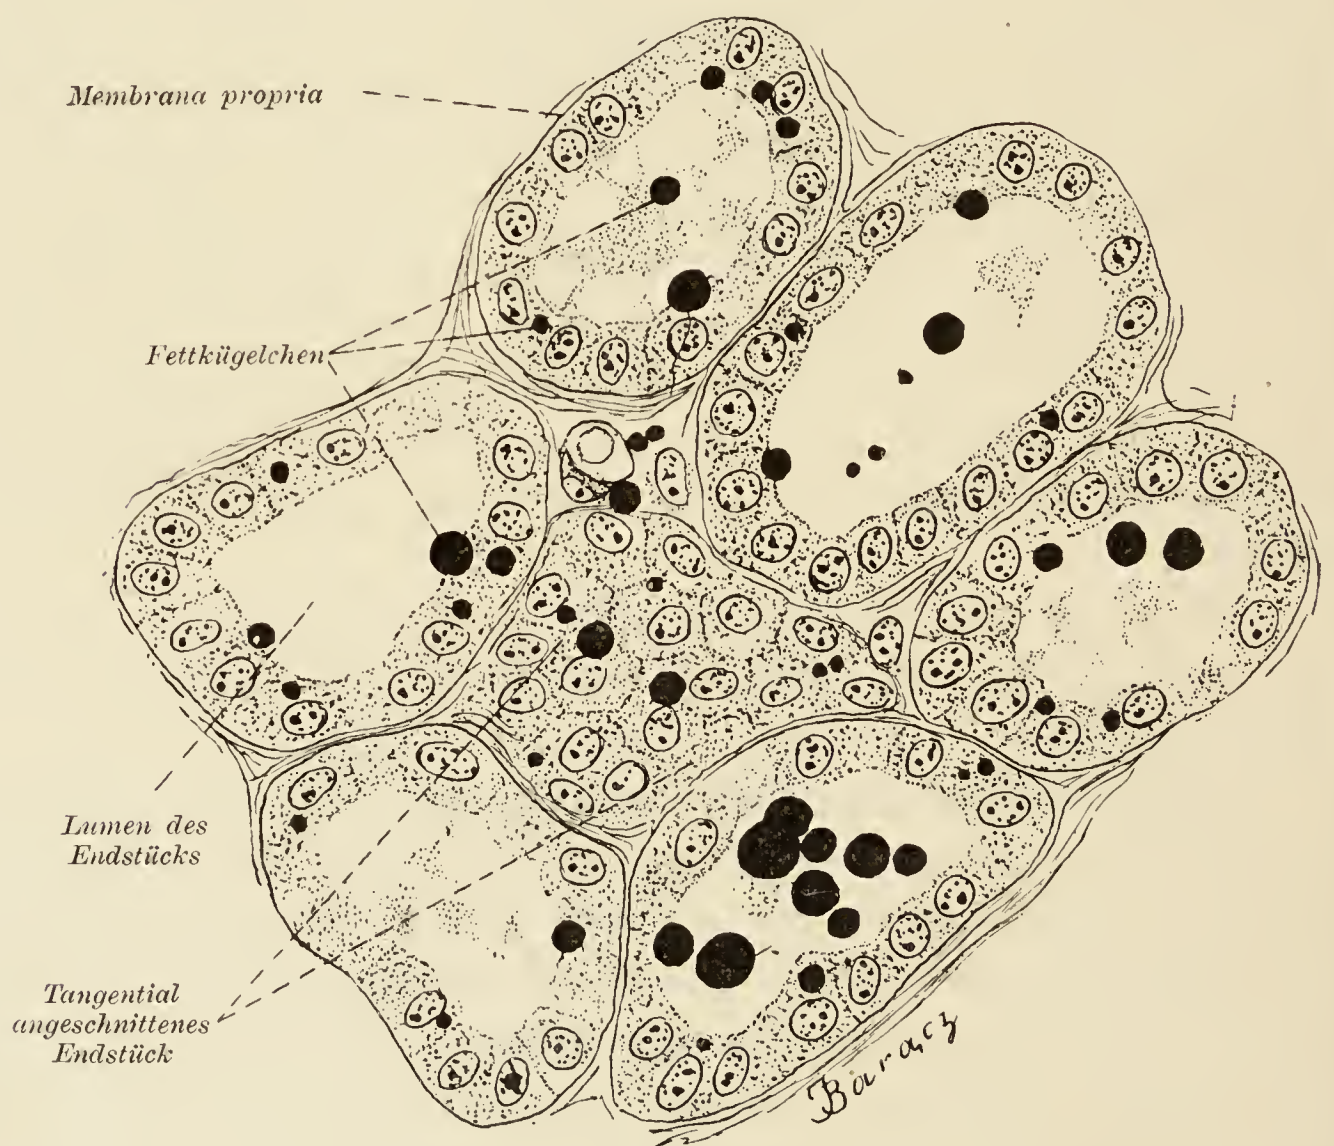 Membrana propria
Fettkügelchen
Lumen des
Endstücks
Tangential
angeschnittenes
Endstück
Baracz